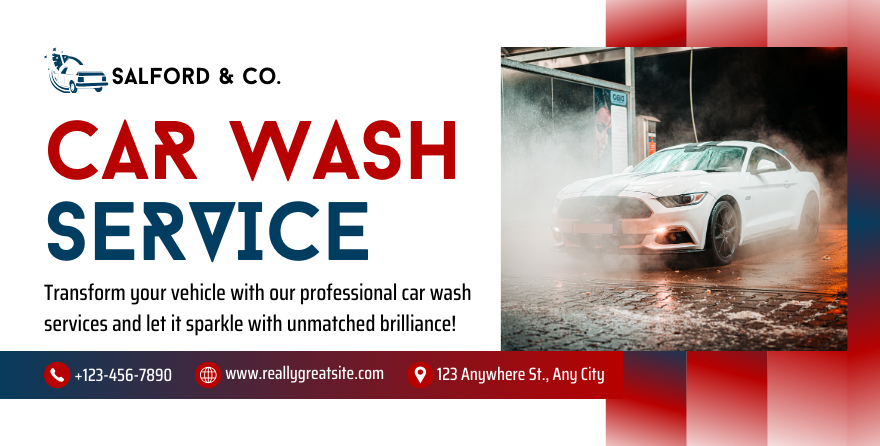 SALFORD & CO.
CAR WASH
SERVICE
Transform your vehicle with our professional car wash
services and let it sparkle with unmatched brilliance!
+123-456-7890
www.reallygreatsite.com
123 Anywhere St., Any City